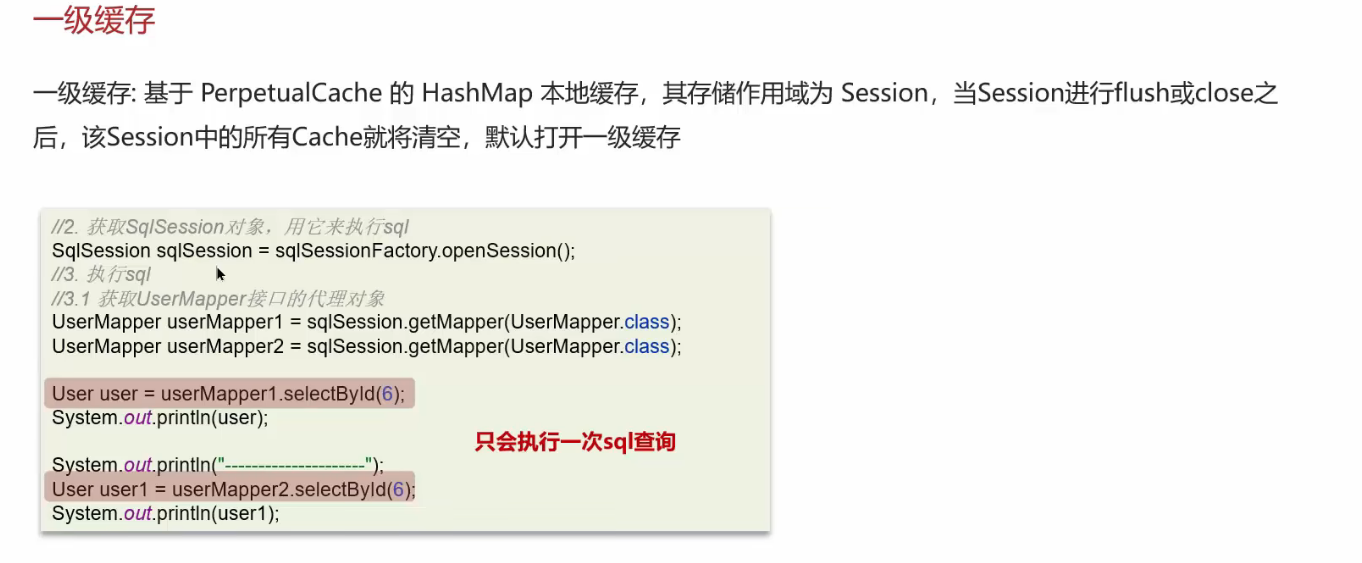 一级缓存
一级缓存: 基于 PerpetualCache 的 HashMap 本地缓存，其存储作用域为 Session，当Session进行flush或close之
后，该Session中的所有Cache就将清空，默认打开一级缓存
//2. 获取SqlSession对象，用它来执行sql
SqlSession sqlSession = sqlSessionFactory.openSession();
//3. 执行sql
//3.1 获取UserMapper接口的代理对象
UserMapper userMapper1 = sqlSession.getMapper(UserMapper.class);
UserMapper userMapper2 = sqlSession.getMapper(UserMapper.class);
User user = userMapper1.selectById(6);
System.out.println(user);
只会执行一次sql查询
System.out.println("---------------------");
User user1 = userMapper2.selectById(6);
System.out.println(user1);